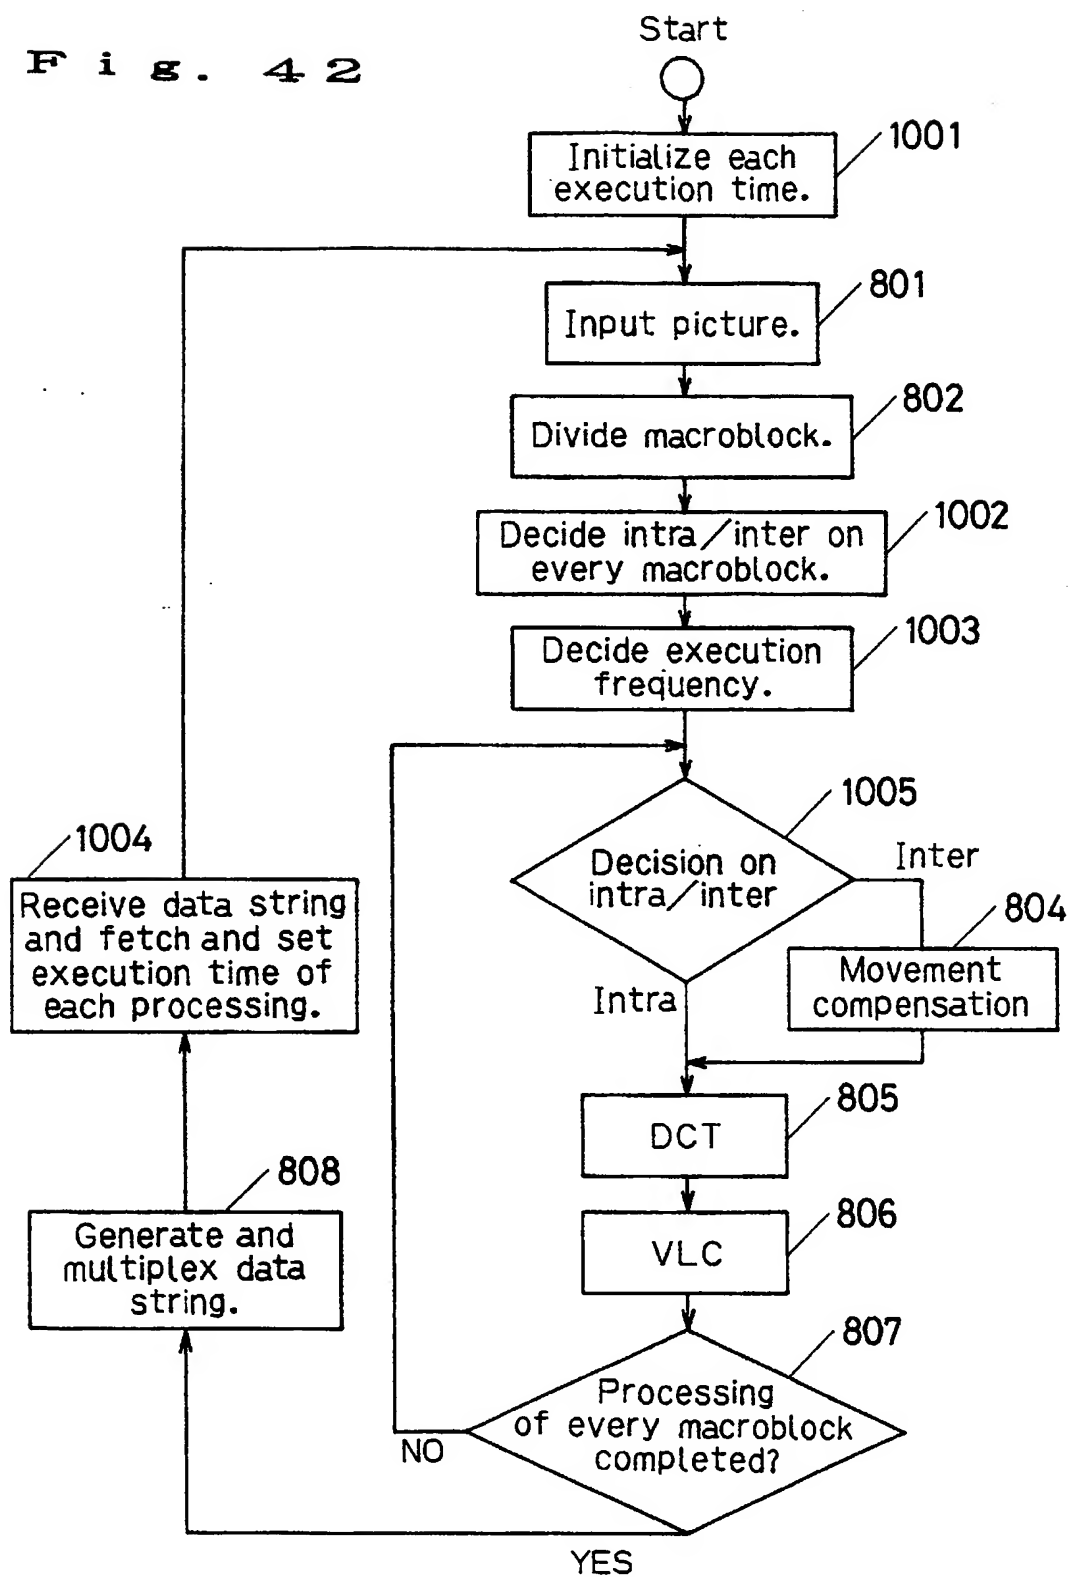 Fig. 42
Start
1001
Initialize each
execution time.
801
Input picture.
802
Divide macroblock.
1002
Decide intra/inter on
every macroblock.
1003
Decide execution
frequency.
1005
Decision on
intra/inter
Inter
Intra
804
Movement
compensation
1004
Receive data string
and fetch and set
execution time of
each processing.
805
DCT
808
Generate and
multiplex data
string.
806
VLC
807
Processing
of every macroblock
completed?
NO
YES